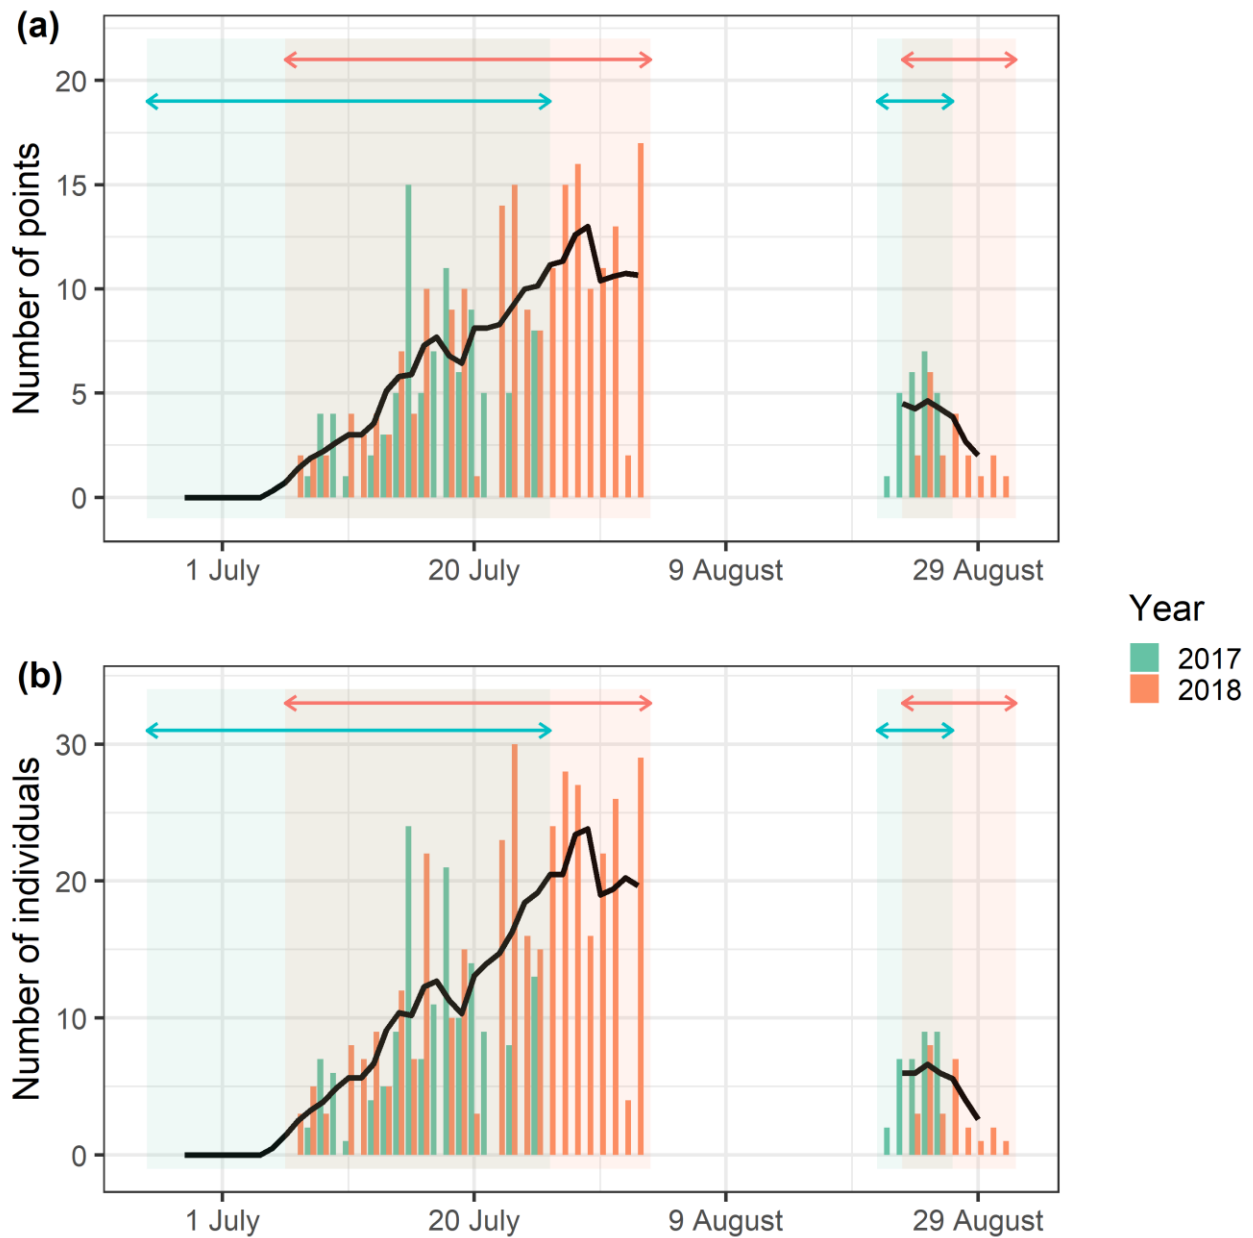 (a)
Number of points
20
15
10
5
0
1 July
20 July
9 August
29 August
(b)
Number of individuals
30
20
10
0
1 July
20 July
9 August
29 August
Year
2017
2018